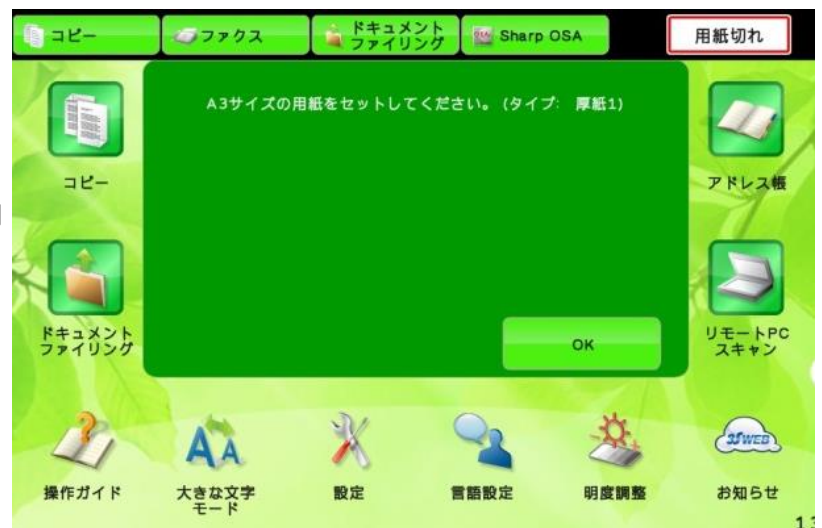 コピー
ファクス
ドキュメント
ファイリング
Sharp OSA
用紙切れ
A3サイズの用紙をセットしてください。(タイプ: 厚紙1)
コピー
アドレス帳
ドキュメント
ファイリング
OK
リモートPC
スキャン
操作ガイド
大きな文字
モード
設定
言語設定
明度調整
お知らせ